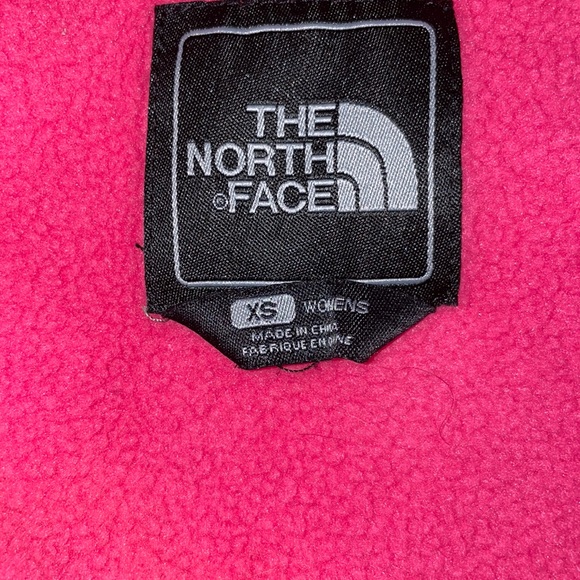 THE
NORTH
®FACE
XS WOMENS
MADE IN CHINA
FABRIQUE EN CHINE